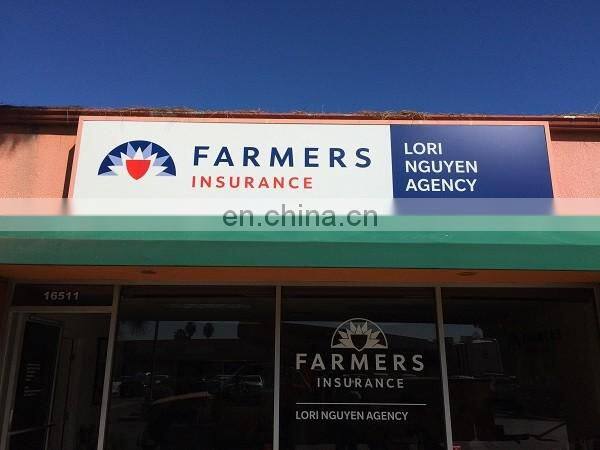 FARMERS
INSURANCE
LORI
NGUYEN
AGENCY
en.china.cn
16511
FARMERS
INSURANCE
LORI NGUYEN AGENCY